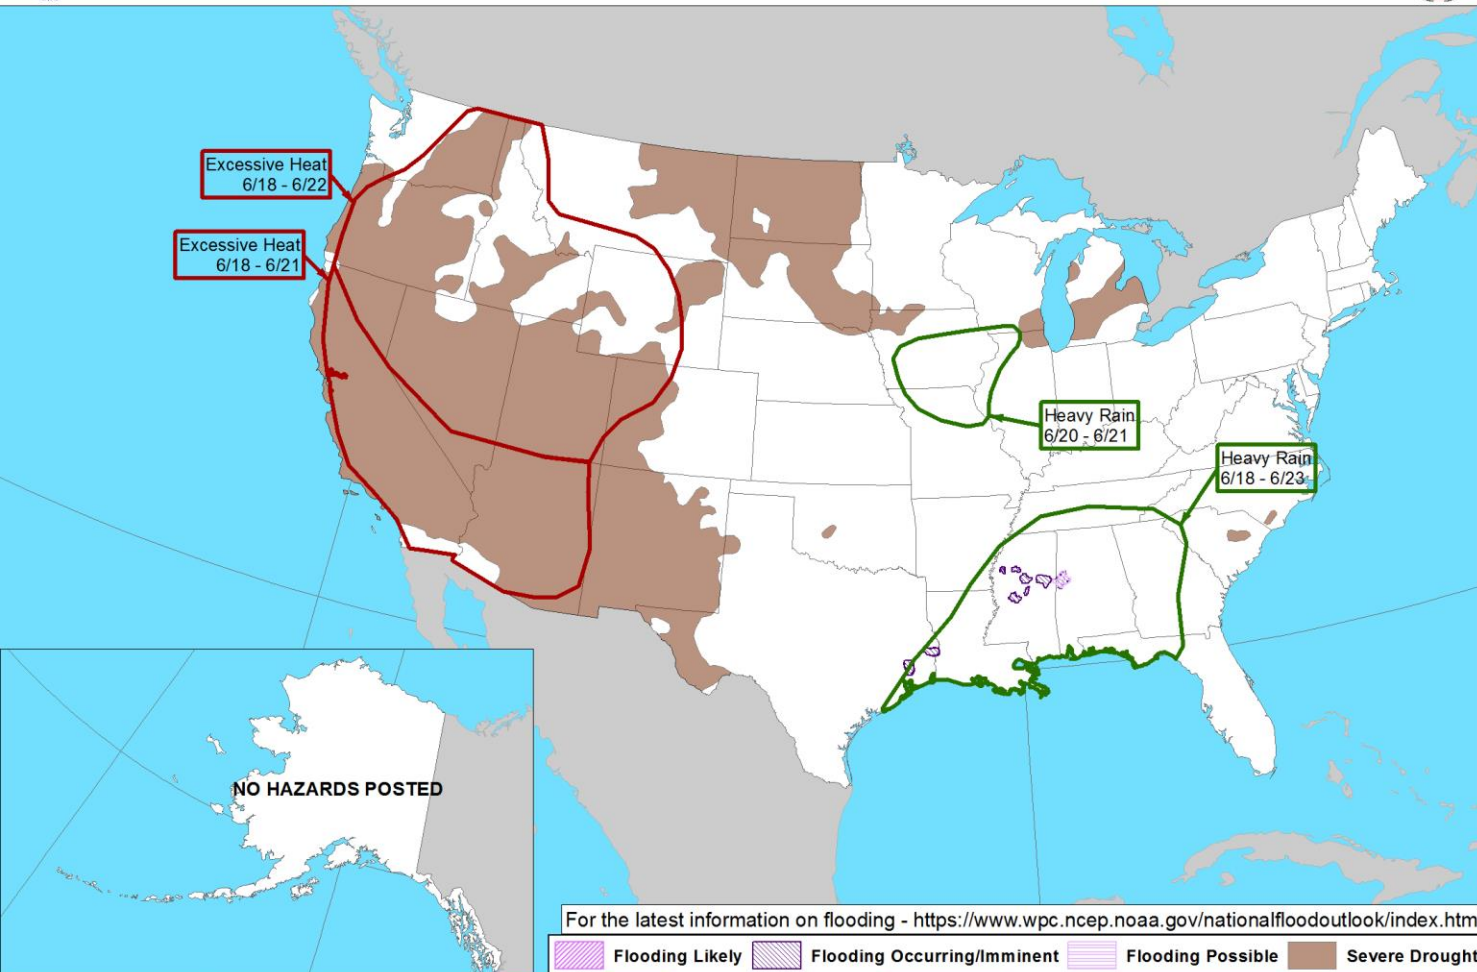 Excessive Heat
6/18 - 6/22
Excessive Heat
6/18 - 6/21
Heavy Rain
6/20 - 6/21
Heavy Rain
6/18 - 6/23
NO HAZARDS POSTED
For the latest information on flooding - https://www.wpc.ncep.noaa.gov/nationalfloodoutlook/index.htm
Flooding Likely Flooding Occurring/Imminent Flooding Possible Severe Drought